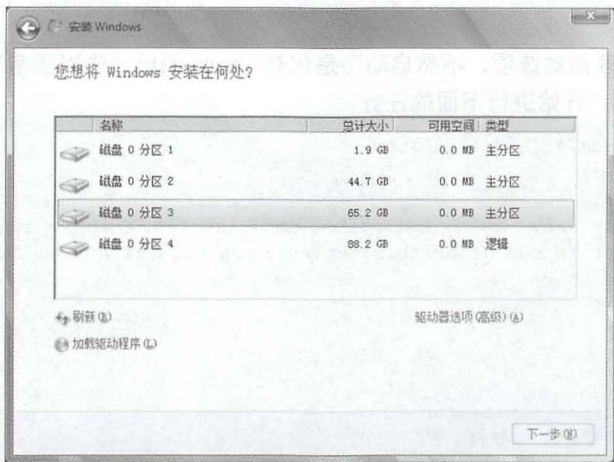 安装 Windows
您想将 Windows 安装在何处?
名称 总计大小 可用空间 类型
磁盘 0 分区 1 1.9 GB 0.0 MB 主分区
磁盘 0 分区 2 44.7 GB 0.0 MB 主分区
磁盘 0 分区 3 65.2 GB 0.0 MB 主分区
磁盘 0 分区 4 88.2 GB 0.0 MB 逻辑
刷新(R) 驱动器选项(高级)(A)
加载驱动程序(L)
下一步(N)